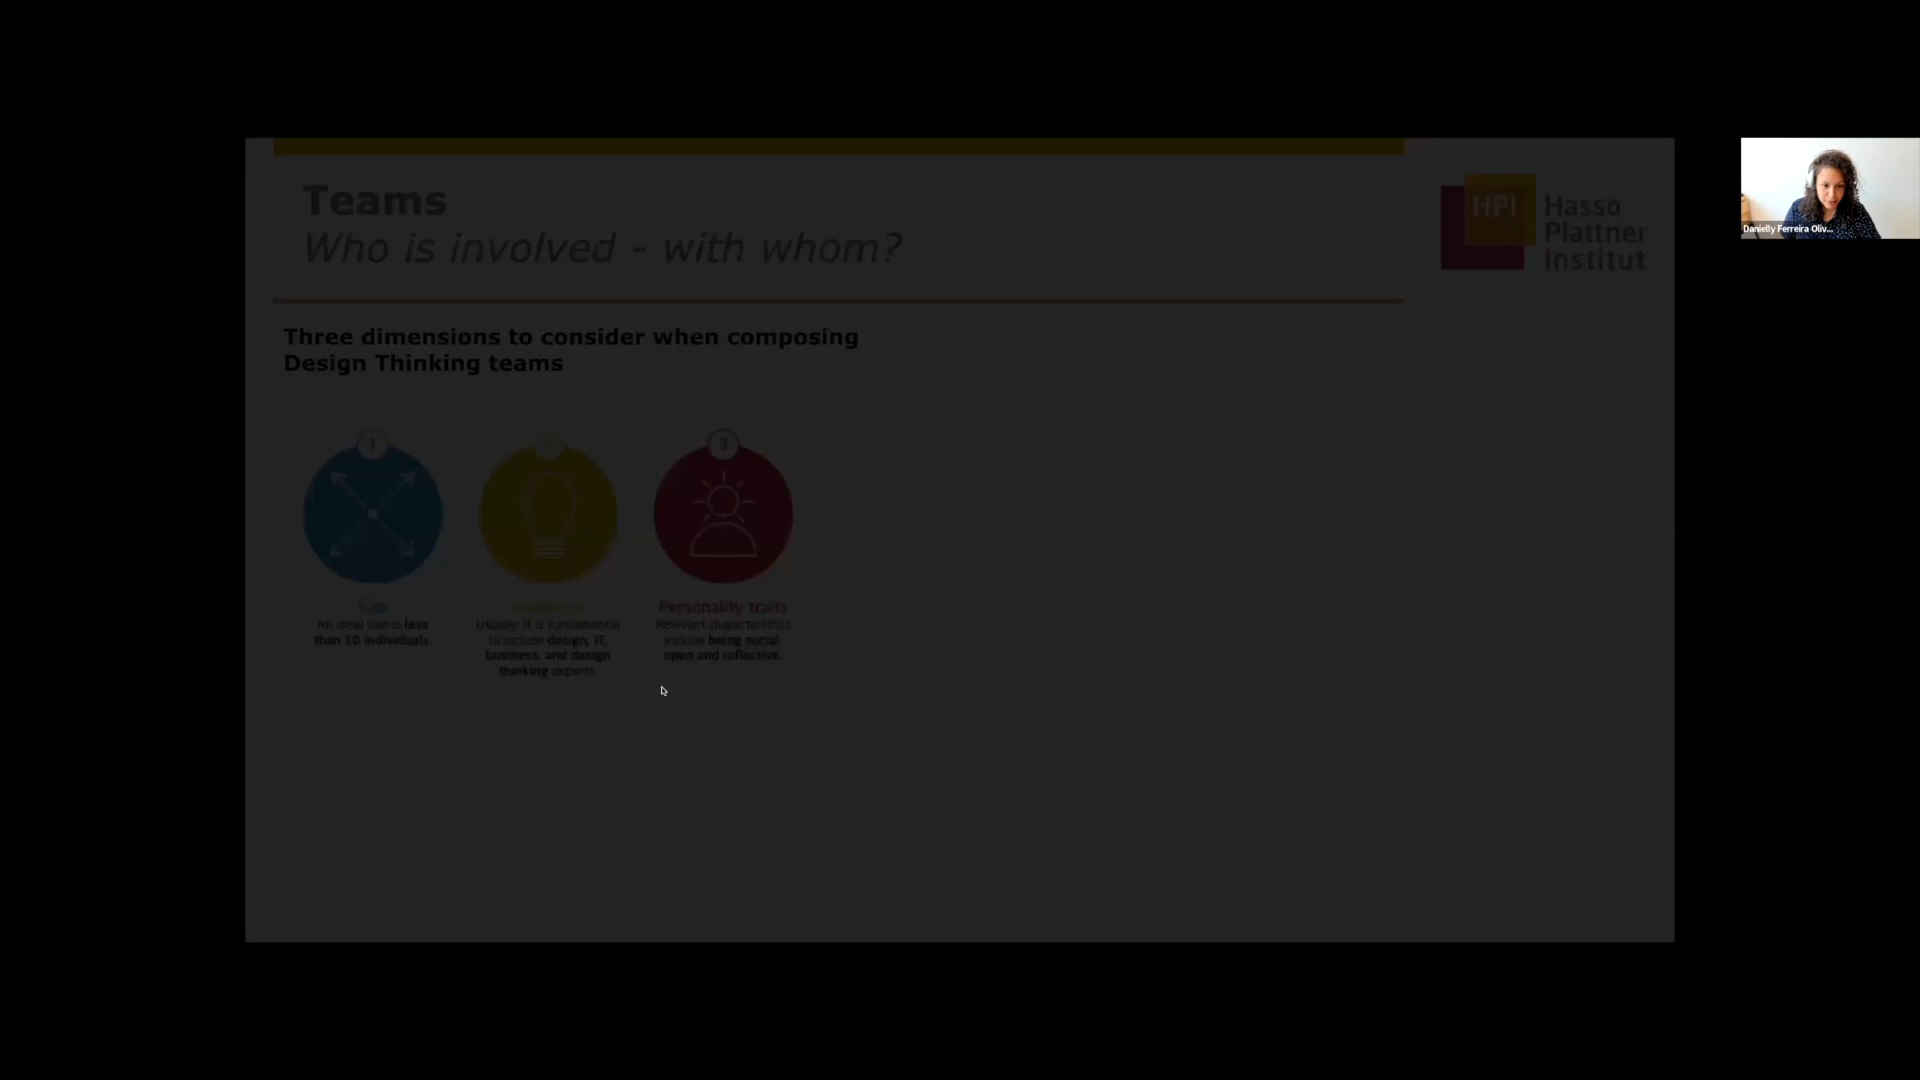 Teams
Who is involved - with whom?
HPI
Hasso
Plattner
Institut
Danielly Ferreira Oliv...
Three dimensions to consider when composing
Design Thinking teams
1
3
Size
An ideal size is less
than 10 individuals.
Usually, it is fundamental
to include design, IT,
business, and design
thinking experts.
Personality traits
Relevant characteristics
include being social,
open and reflective.